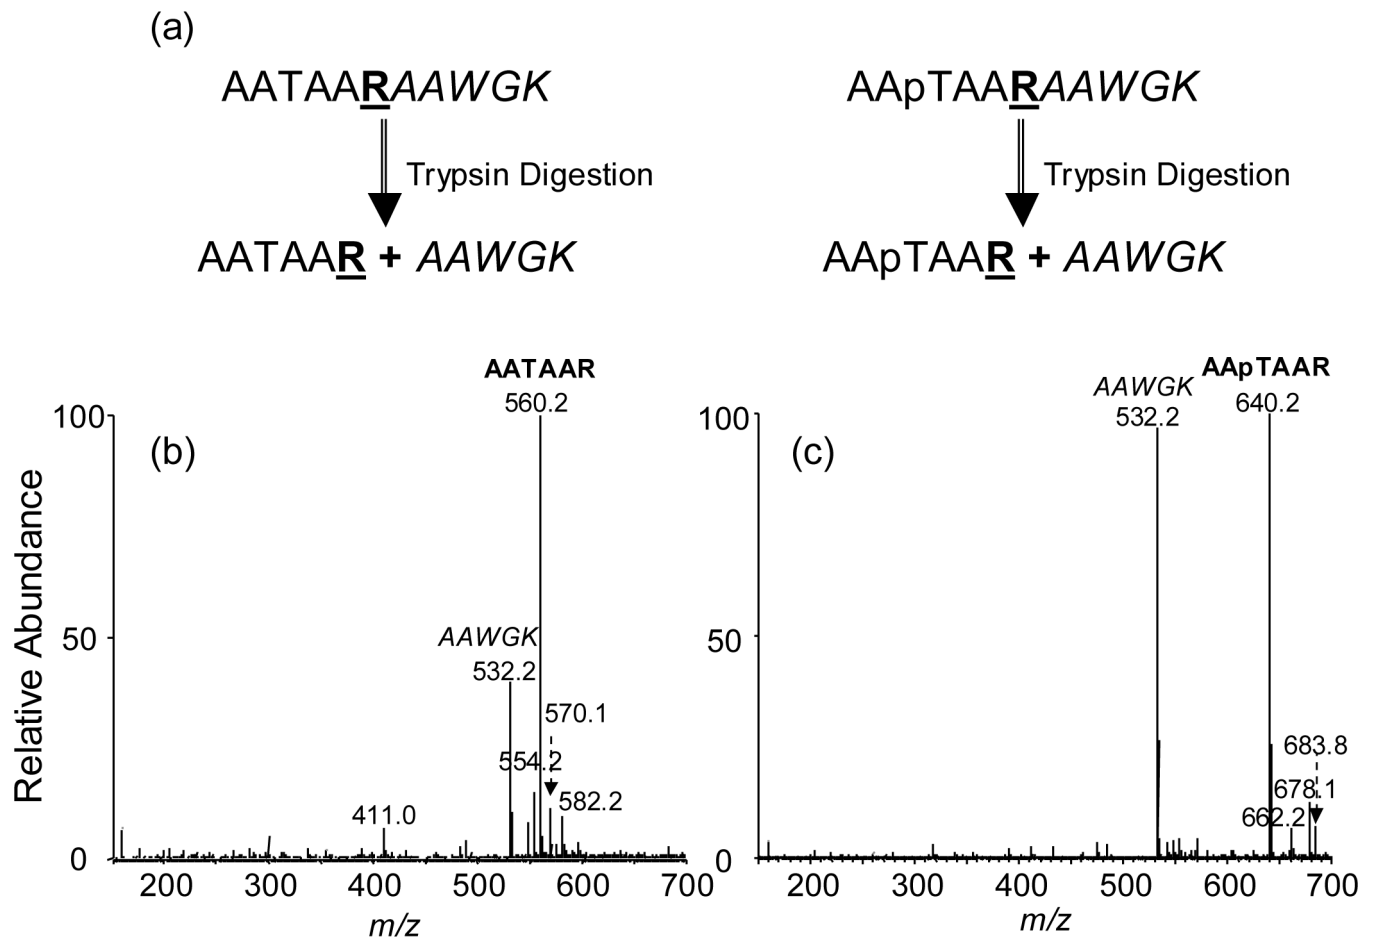 (a)
AATAARAAWGK
AApTAARAAWGK
Trypsin Digestion
Trypsin Digestion
AATAAR + AAWGK
AApTAAR + AAWGK
AATAAR
560.2
100
(b)
AAWGK
532.2
570.1
554.2
582.2
411.0
50
0
Relative Abundance
200 300 400 500 600 700
m/z
AAWGK
532.2
AApTAAR
640.2
100
(c)
50
683.8
678.1
662.2
0
200 300 400 500 600 700
m/z